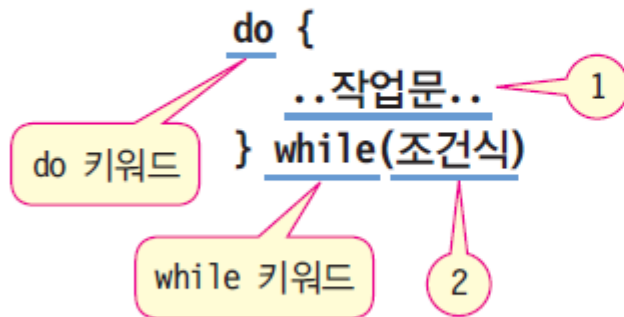 do {
..작업문..
1
do 키워드
} while(조건식)
while 키워드
2